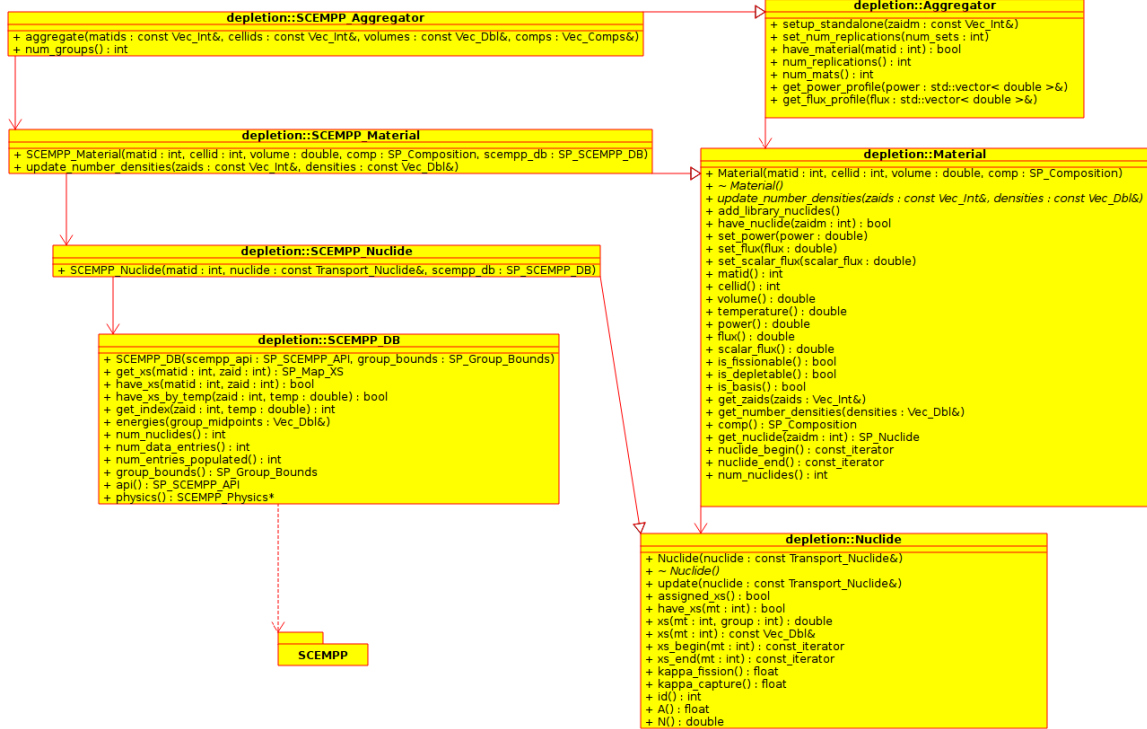 depletion::SCEMPP_Aggregator
+ aggregate(matids : const Vec_Int&, cellids : const Vec_Int&, volumes : const Vec_Dbl&, comps : Vec_Comps&)
+ num_groups() : int
depletion::Aggregator
+ setup_standalone(zaidm : const Vec_Int&)
+ set_num_replications(num_sets : int)
+ have_material(matid : int) : bool
+ num_replications() : int
+ num_mats() : int
+ get_power_profile(power : std::vector< double >&)
+ get_flux_profile(flux : std::vector< double >&)
depletion::SCEMPP_Material
+ SCEMPP_Material(matid : int, cellid : int, volume : double, comp : SP_Composition, scempp_db : SP_SCEMPP_DB)
+ update_number_densities(zaids : const Vec_Int&, densities : const Vec_Dbl&)
depletion::Material
+ Material(matid : int, cellid : int, volume : double, comp : SP_Composition)
+ ~ Material()
+ update_number_densities(zaids : const Vec_Int&, densities : const Vec_Dbl&)
+ add_library_nuclides()
+ have_nuclide(zaidm : int) : bool
+ set_power(power : double)
+ set_flux(flux : double)
+ set_scalar_flux(scalar_flux : double)
+ matid() : int
+ cellid() : int
+ volume() : double
+ temperature() : double
+ power() : double
+ flux() : double
+ scalar_flux() : double
+ is_fissionable() : bool
+ is_depletable() : bool
+ is_basis() : bool
+ get_zaids(zaids : Vec_Int&)
+ get_number_densities(densities : Vec_Dbl&)
+ comp() : SP_Composition
+ get_nuclide(zaidm : int) : SP_Nuclide
+ nuclide_begin() : const_iterator
+ nuclide_end() : const_iterator
+ num_nuclides() : int
depletion::SCEMPP_Nuclide
+ SCEMPP_Nuclide(matid : int, nuclide : const Transport_Nuclide&, scempp_db : SP_SCEMPP_DB)
depletion::SCEMPP_DB
+ SCEMPP_DB(scempp_api : SP_SCEMPP_API, group_bounds : SP_Group_Bounds)
+ get_xs(matid : int, zaid : int) : SP_Map_XS
+ have_xs(matid : int, zaid : int) : bool
+ have_xs_by_temp(zaid : int, temp : double) : bool
+ get_index(zaid : int, temp : double) : int
+ energies(group_midpoints : Vec_Dbl&)
+ num_nuclides() : int
+ num_data_entries() : int
+ num_entries_populated() : int
+ group_bounds() : SP_Group_Bounds
+ api() : SP_SCEMPP_API
+ physics() : SCEMPP_Physics*
depletion::Nuclide
+ Nuclide(nuclide : const Transport_Nuclide&)
+ ~ Nuclide()
+ update(nuclide : const Transport_Nuclide&)
+ assigned_xs() : bool
+ have_xs(mt : int) : bool
+ xs(mt : int, group : int) : double
+ xs(mt : int) : const Vec_Dbl&
+ xs_begin(mt : int) : const_iterator
+ xs_end(mt : int) : const_iterator
+ kappa_fission() : float
+ kappa_capture() : float
+ id() : int
+ A() : float
+ N() : double
SCEMPP